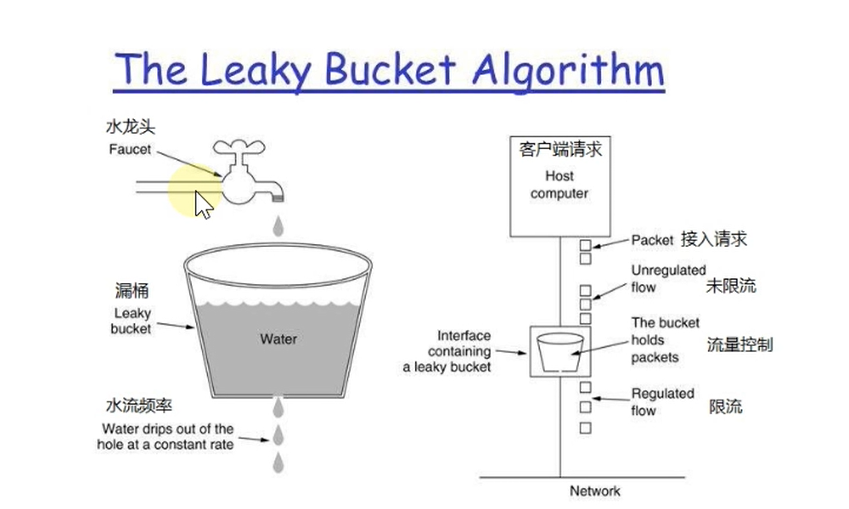 The Leaky Bucket Algorithm
水龙头
Faucet
漏桶
Leaky
bucket
Water
水流频率
Water drips out of the
hole at a constant rate
客户端请求
Host
computer
Packet 接入请求
Unregulated
flow 未限流
Interface
containing
a leaky bucket
The bucket
holds
packets 流量控制
Regulated
flow 限流
Network